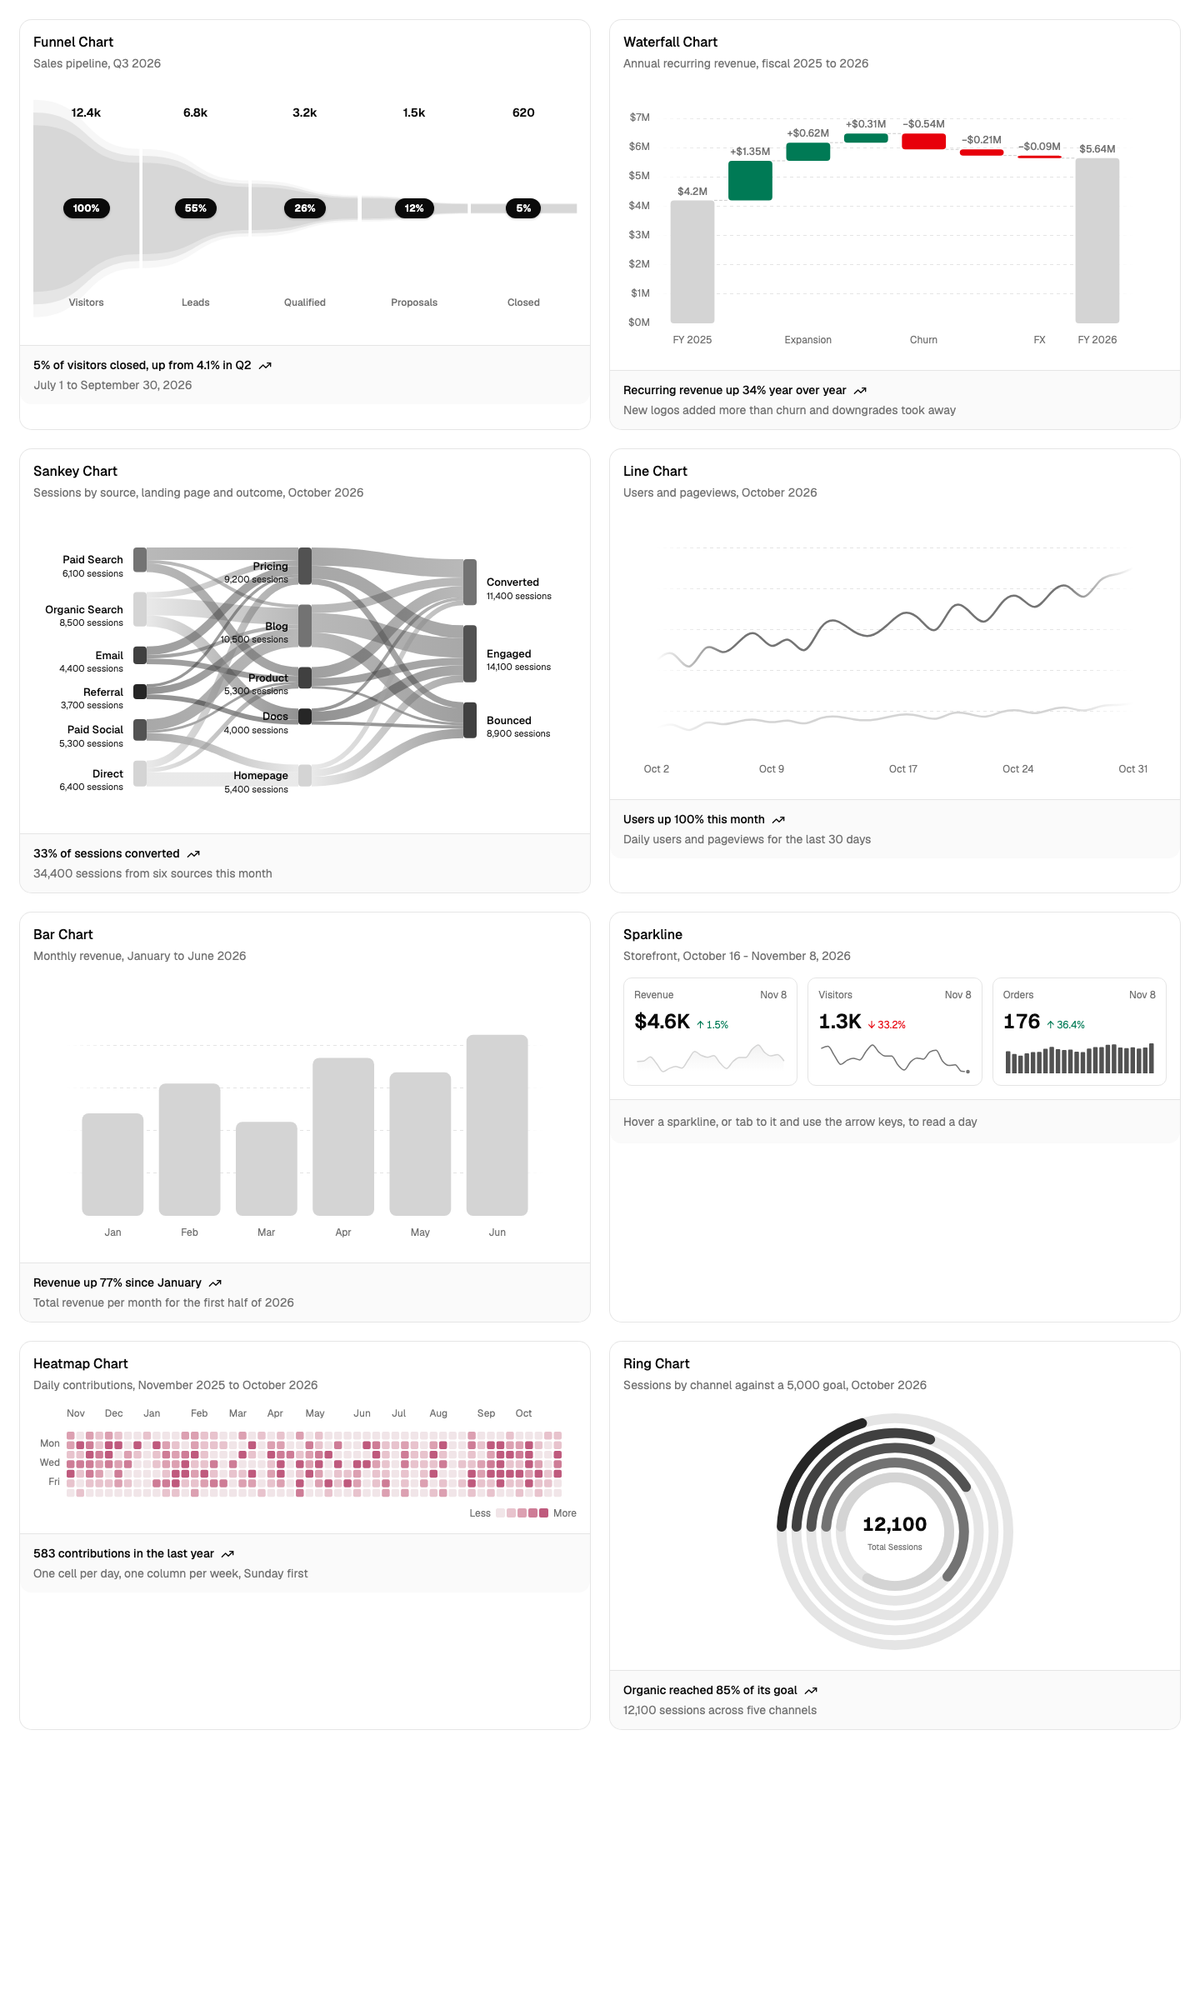 Funnel Chart
Sales pipeline, Q3 2026
12.4k 6.8k 3.2k 1.5k 620
100% 55% 26% 12% 5%
Visitors Leads Qualified Proposals Closed
5% of visitors closed, up from 4.1% in Q2
July 1 to September 30, 2026
Waterfall Chart
Annual recurring revenue, fiscal 2025 to 2026
$7M
$6M
$5M
$4M
$3M
$2M
$1M
$0M
$4.2M
+$1.35M
+$0.62M
+$0.31M
−$0.54M
−$0.21M
−$0.09M
$5.64M
FY 2025 Expansion Churn FX FY 2026
Recurring revenue up 34% year over year
New logos added more than churn and downgrades took away
Sankey Chart
Sessions by source, landing page and outcome, October 2026
Paid Search
6,100 sessions
Organic Search
8,500 sessions
Email
4,400 sessions
Referral
3,700 sessions
Paid Social
5,300 sessions
Direct
6,400 sessions
Pricing
9,200 sessions
Blog
10,500 sessions
Product
5,300 sessions
Docs
4,000 sessions
Homepage
5,400 sessions
Converted
11,400 sessions
Engaged
14,100 sessions
Bounced
8,900 sessions
33% of sessions converted
34,400 sessions from six sources this month
Line Chart
Users and pageviews, October 2026
Oct 2 Oct 9 Oct 17 Oct 24 Oct 31
Users up 100% this month
Daily users and pageviews for the last 30 days
Bar Chart
Monthly revenue, January to June 2026
Jan Feb Mar Apr May Jun
Revenue up 77% since January
Total revenue per month for the first half of 2026
Sparkline
Storefront, October 16 - November 8, 2026
Revenue Nov 8
$4.6K ↑ 1.5%
Visitors Nov 8
1.3K ↓ 33.2%
Orders Nov 8
176 ↑ 36.4%
Hover a sparkline, or tab to it and use the arrow keys, to read a day
Heatmap Chart
Daily contributions, November 2025 to October 2026
Nov Dec Jan Feb Mar Apr May Jun Jul Aug Sep Oct
Mon
Wed
Fri
Less More
583 contributions in the last year
One cell per day, one column per week, Sunday first
Ring Chart
Sessions by channel against a 5,000 goal, October 2026
12,100
Total Sessions
Organic reached 85% of its goal
12,100 sessions across five channels